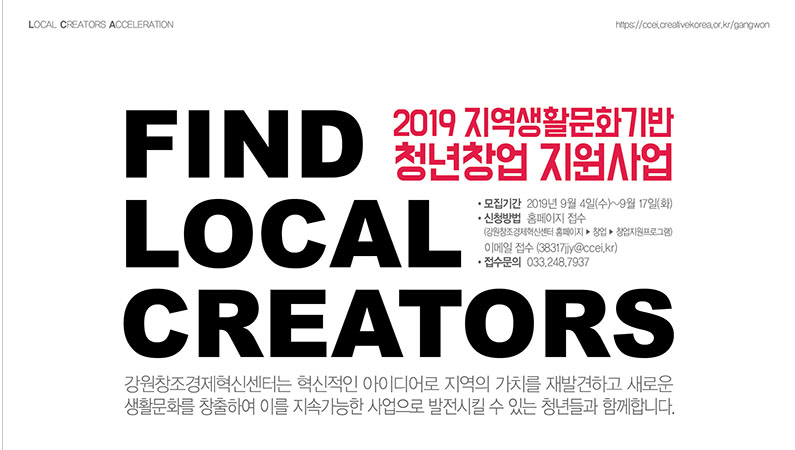 LOCAL CREATORS ACCELERATION
https://ccei.creativekorea.or.kr/gangwon
FIND
LOCAL
CREATORS
2019 지역생활문화기반
청년창업 지원사업
• 모집기간 2019년 9월 4일(수)~9월 17일(화)
• 신청방법 홈페이지 접수
(강원창조경제혁신센터 홈페이지 ▶ 창업 ▶ 창업지원프로그램)
이메일 접수 (38317jjy@ccei.kr)
• 접수문의 033.248.7937
강원창조경제혁신센터는 혁신적인 아이디어로 지역의 가치를 재발견하고 새로운
생활문화를 창출하여 이를 지속가능한 사업으로 발전시킬 수 있는 청년들과 함께합니다.